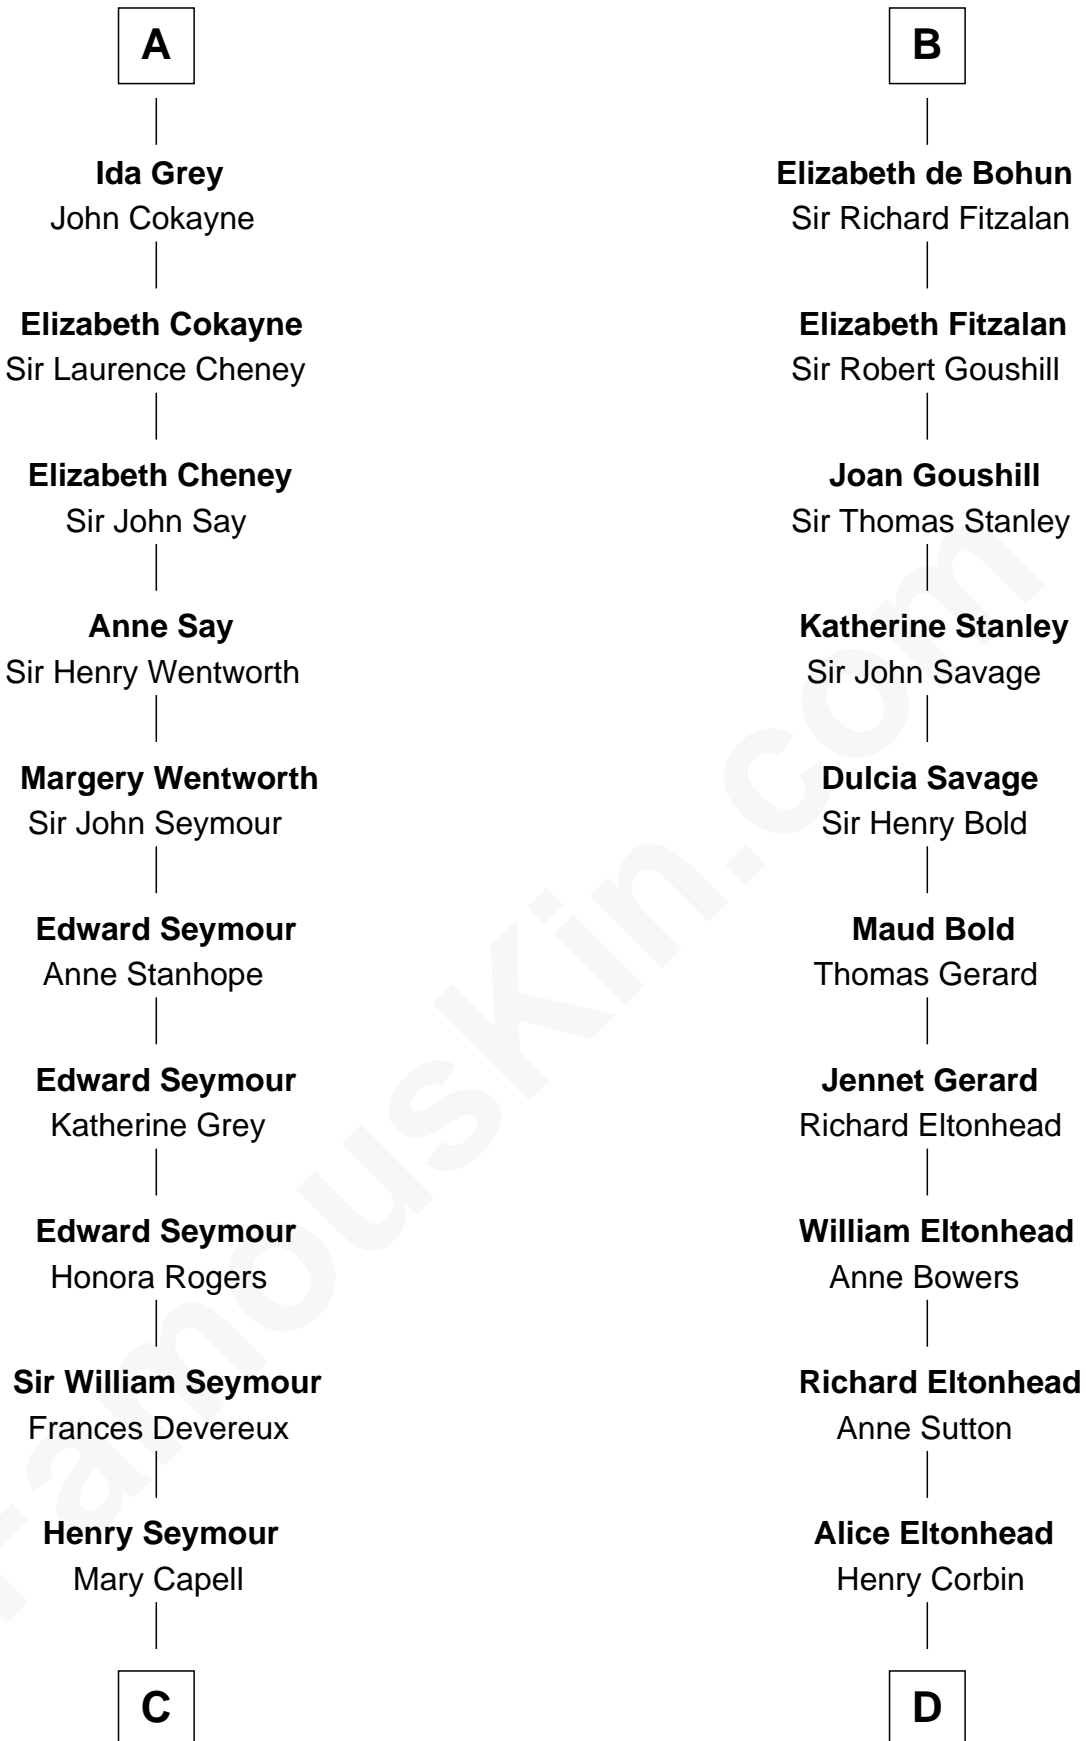 A
Ida Grey
John Cokayne
Elizabeth Cokayne
Sir Laurence Cheney
Elizabeth Cheney
Sir John Say
Anne Say
Sir Henry Wentworth
Margery Wentworth
Sir John Seymour
Edward Seymour
Anne Stanhope
Edward Seymour
Katherine Grey
Edward Seymour
Honora Rogers
Sir William Seymour
Frances Devereux
Henry Seymour
Mary Capell
C
B
Elizabeth de Bohun
Sir Richard Fitzalan
Elizabeth Fitzalan
Sir Robert Goushill
Joan Goushill
Sir Thomas Stanley
Katherine Stanley
Sir John Savage
Dulcia Savage
Sir Henry Bold
Maud Bold
Thomas Gerard
Jennet Gerard
Richard Eltonhead
William Eltonhead
Anne Bowers
Richard Eltonhead
Anne Sutton
Alice Eltonhead
Henry Corbin
D
FamousKin.com